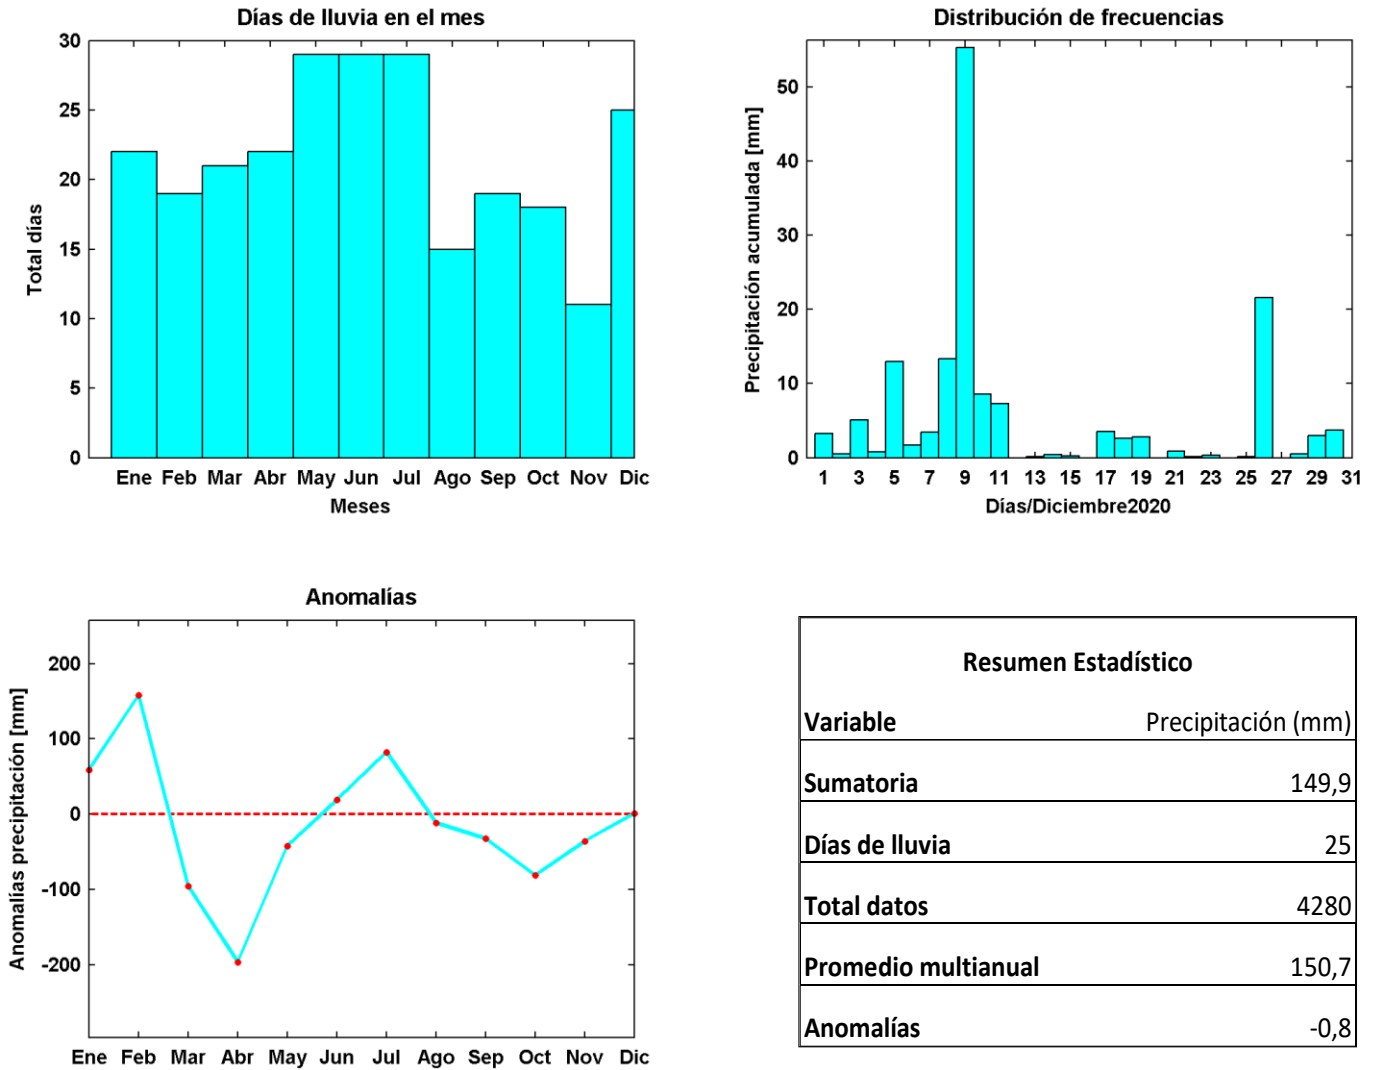 Días de lluvia en el mes
30
25
20
15
10
5
0
Total días
Ene Feb Mar Abr May Jun Jul Ago Sep Oct Nov Dic
Meses
Distribución de frecuencias
50
40
30
20
10
0
Precipitación acumulada [mm]
1 3 5 7 9 11 13 15 17 19 21 23 25 27 29 31
Días/Diciembre2020
Anomalías
200
100
0
-100
-200
Anomalías precipitación [mm]
Ene Feb Mar Abr May Jun Jul Ago Sep Oct Nov Dic
Resumen Estadístico
Variable Precipitación (mm)
Sumatoria 149,9
Días de lluvia 25
Total datos 4280
Promedio multianual 150,7
Anomalías -0,8